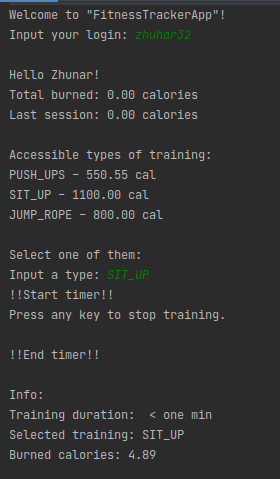 Welcome to "FitnessTrackerApp"!
Input your login: zhuhar32
Hello Zhunar!
Total burned: 0.00 calories
Last session: 0.00 calories
Accessible types of training:
PUSH_UPS – 550.55 cal
SIT_UP – 1100.00 cal
JUMP_ROPE – 800.00 cal
Select one of them:
Input a type: SIT_UP
!!Start timer!!
Press any key to stop training.
!!End timer!!
Info:
Training duration:  < one min
Selected training: SIT_UP
Burned calories: 4.89